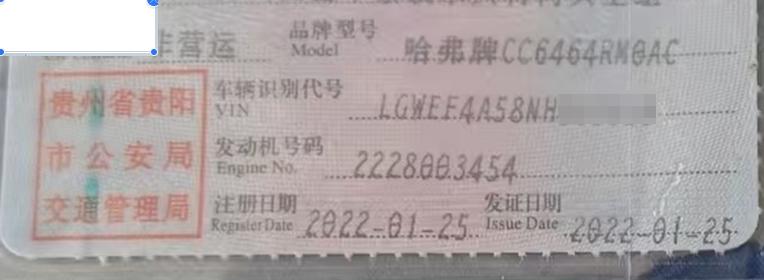 非营运 品牌型号 哈弗牌CC6464RM0AC
Model
贵州省贵阳 车辆识别代号 LGWEF4A58NH
VIN
市公安局 发动机号码 2228003454
Engine No.
交通管理局 注册日期 2022-01-25 发证日期 2022-01-25
Register Date Issue Date